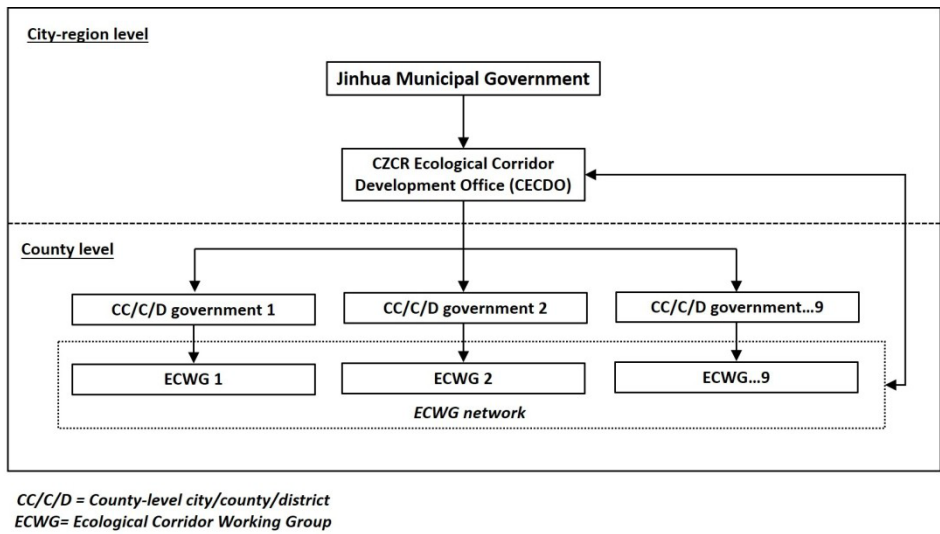 City-region level
Jinhua Municipal Government
CZCR Ecological Corridor
Development Office (CECDO)
County level
CC/C/D government 1
CC/C/D government 2
CC/C/D government...9
ECWG 1
ECWG 2
ECWG...9
ECWG network
CC/C/D = County-level city/county/district
ECWG= Ecological Corridor Working Group